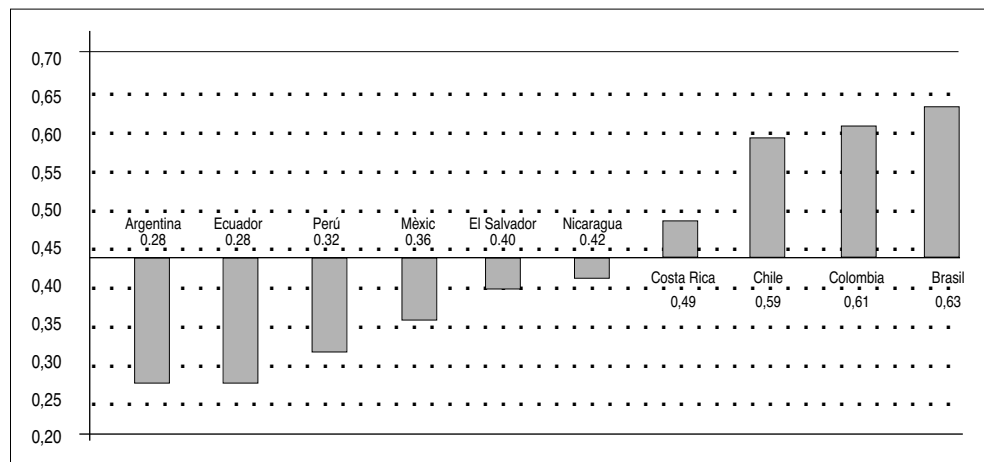 0,70
0,65
0,60
0,55
0,50
Argentina Ecuador Perú Mèxic El Salvador Nicaragua
0.28 0.28 0.32 0.36 0.40 0.42
0,45
Costa Rica Chile Colombia Brasil
0,40
0,49 0,59 0,61 0,63
0,35
0,30
0,25
0,20